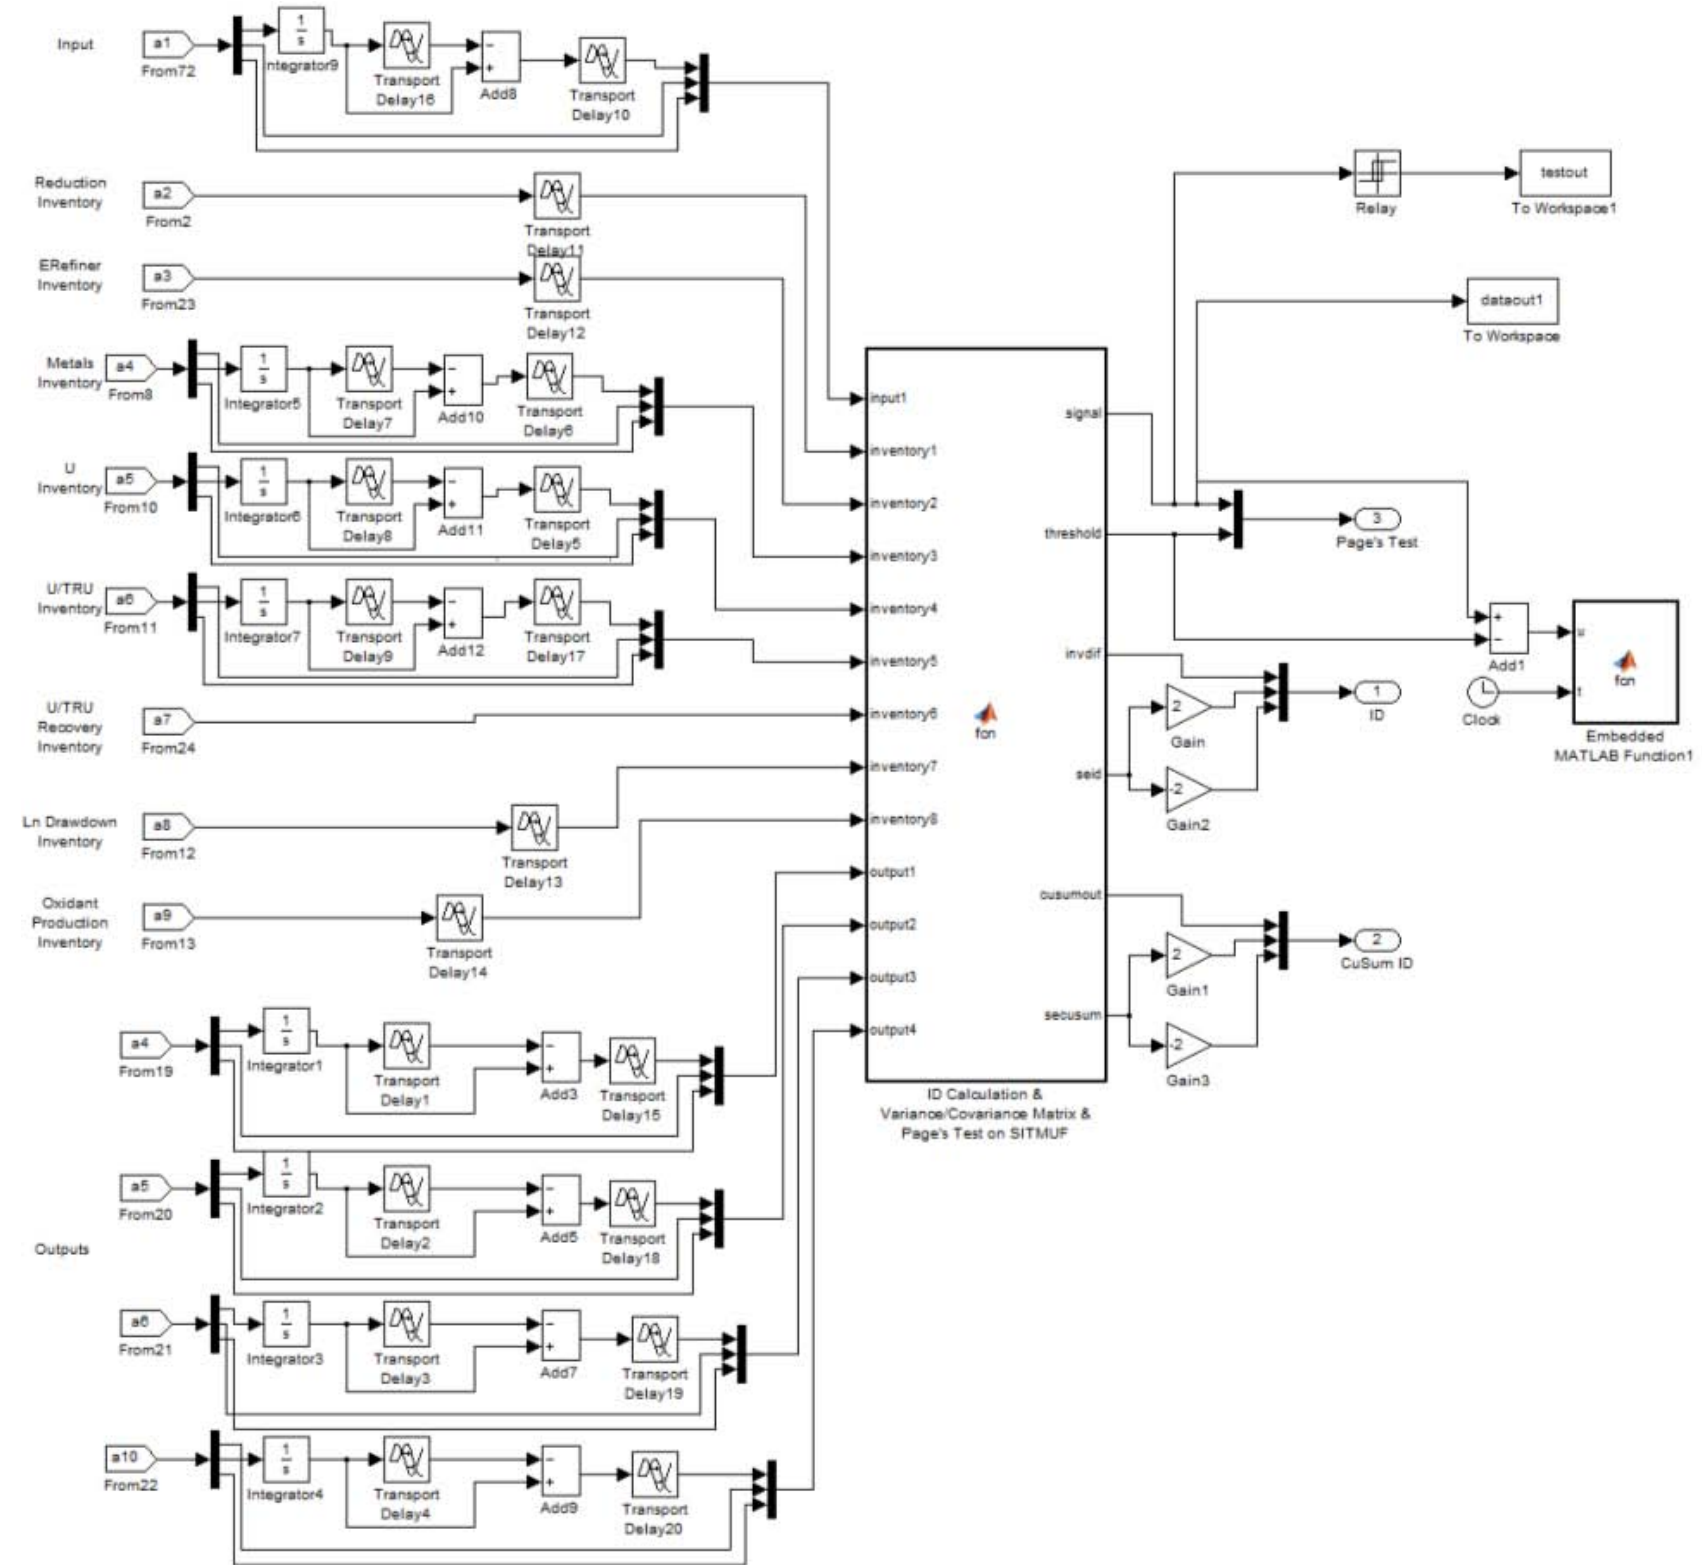 Input
a1
From72
1
s
ntegrator9
Transport
Delay16
−
+
Add8
Transport
Delay10
Reduction
Inventory
a2
From2
Transport
Delay11
ERefiner
Inventory
a3
From23
Transport
Delay12
Metals
Inventory
a4
From8
1
s
Integrator5
Transport
Delay7
−
+
Add10
Transport
Delay6
U
Inventory
a5
From10
1
s
Integrator6
Transport
Delay8
−
+
Add11
Transport
Delay5
U/TRU
Inventory
a6
From11
1
s
Integrator7
Transport
Delay9
−
+
Add12
Transport
Delay17
U/TRU
Recovery
Inventory
a7
From24
Ln Drawdown
Inventory
a8
From12
Transport
Delay13
Oxidant
Production
Inventory
a9
From13
Transport
Delay14
Outputs
a4
From19
1
s
Integrator1
Transport
Delay1
−
+
Add3
Transport
Delay15
a5
From20
1
s
Integrator2
Transport
Delay2
−
+
Add5
Transport
Delay18
a6
From21
1
s
Integrator3
Transport
Delay3
−
+
Add7
Transport
Delay19
a10
From22
1
s
Integrator4
Transport
Delay4
−
+
Add9
Transport
Delay20
input1
inventory1
inventory2
inventory3
inventory4
inventory5
inventory6
inventory7
inventory8
output1
output2
output3
output4
fcn
signal
threshold
invdif
seid
cusumout
secusum
ID Calculation &
Variance/Covariance Matrix &
Page's Test on SITMUF
Relay
testout
To Workspace1
dataout1
To Workspace
3
Page's Test
+
−
Add1
Clock
u
t
fcn
Embedded
MATLAB Function1
2
Gain
-2
Gain2
1
ID
2
Gain1
-2
Gain3
2
CuSum ID